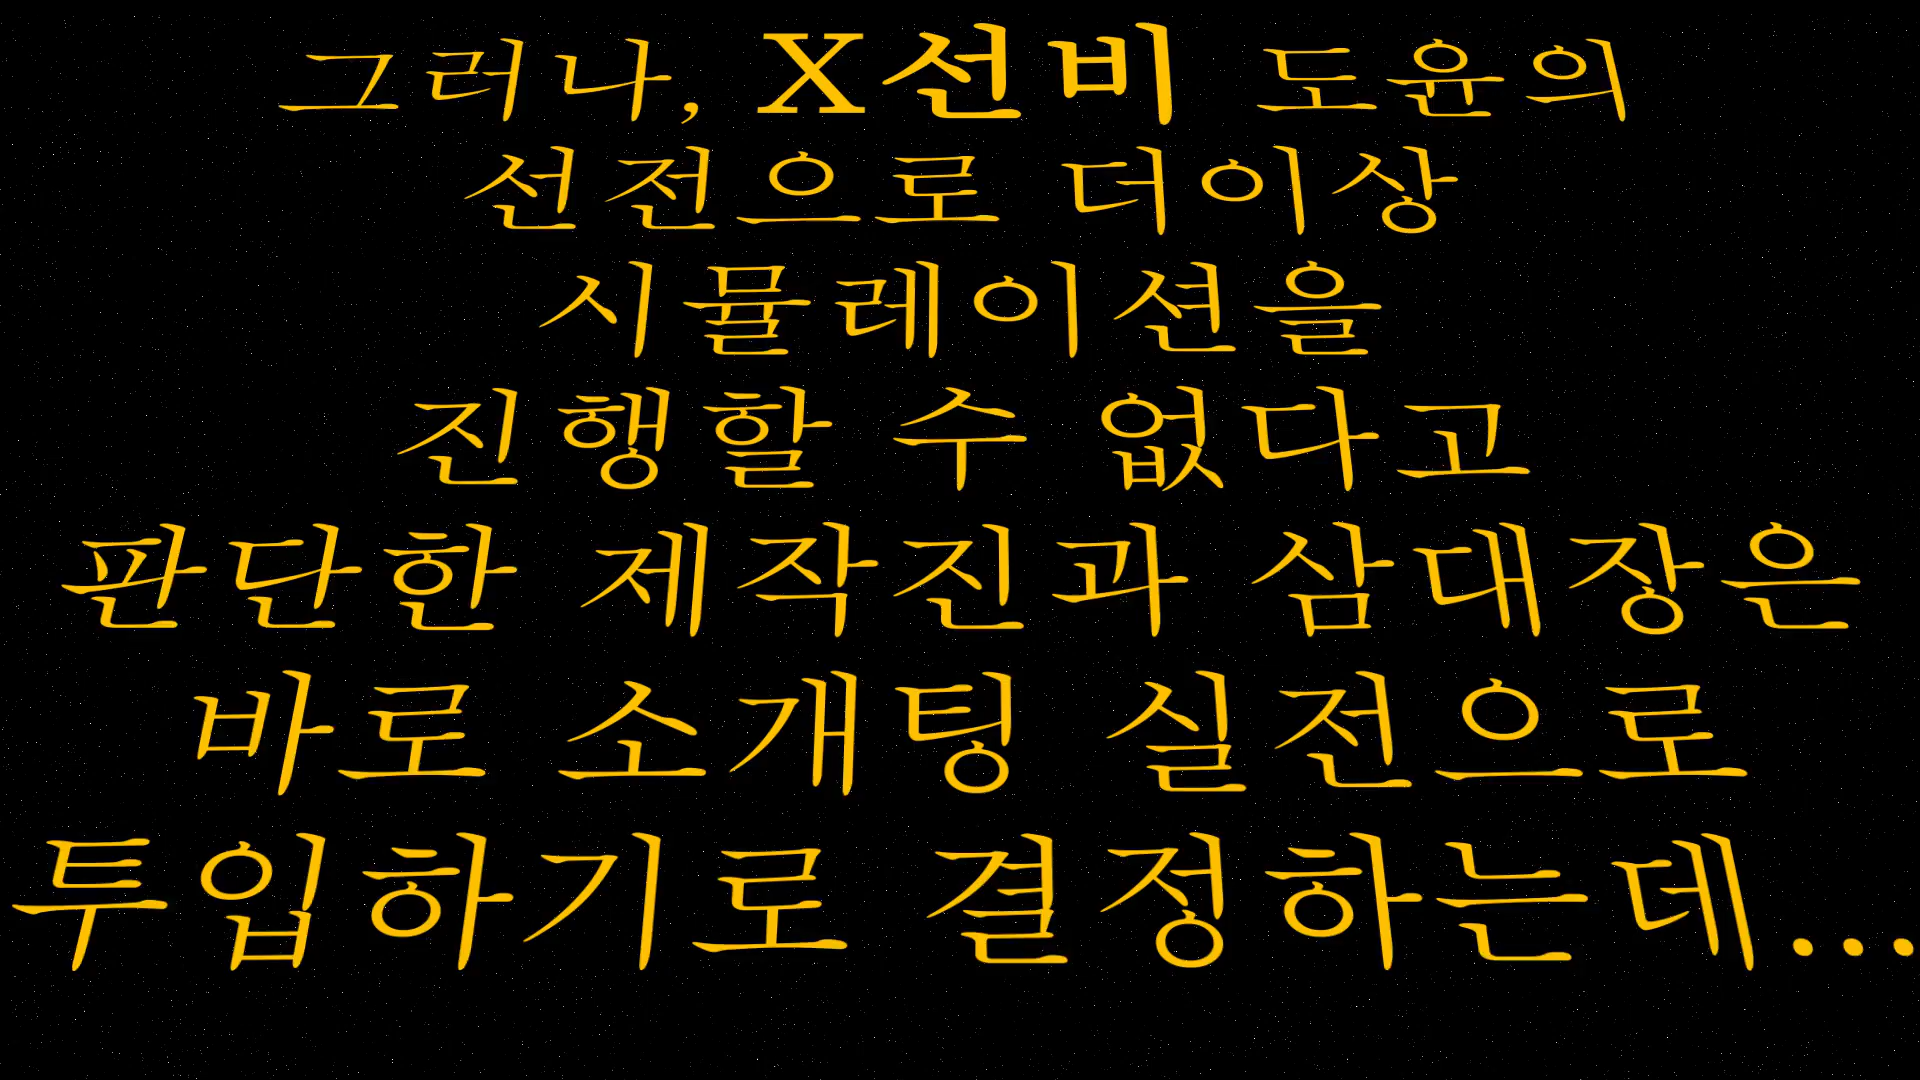 그러나, X선비 도윤의
선전으로 더이상
시뮬레이션을
진행할 수 없다고
판단한 제작진과 삼대장은
바로 소개팅 실전으로
투입하기로 결정하는데...